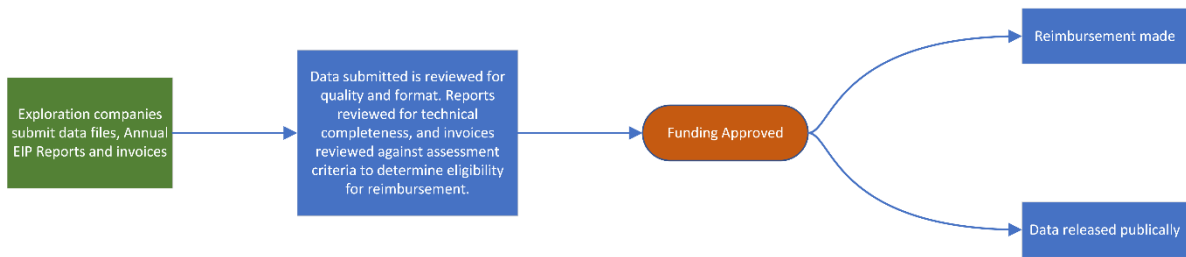 Exploration companies
submit data files, Annual
EIP Reports and invoices
Data submitted is reviewed for
quality and format. Reports
reviewed for technical
completeness, and invoices
reviewed against assessment
criteria to determine eligibility
for reimbursement.
Funding Approved
Reimbursement made
Data released publically